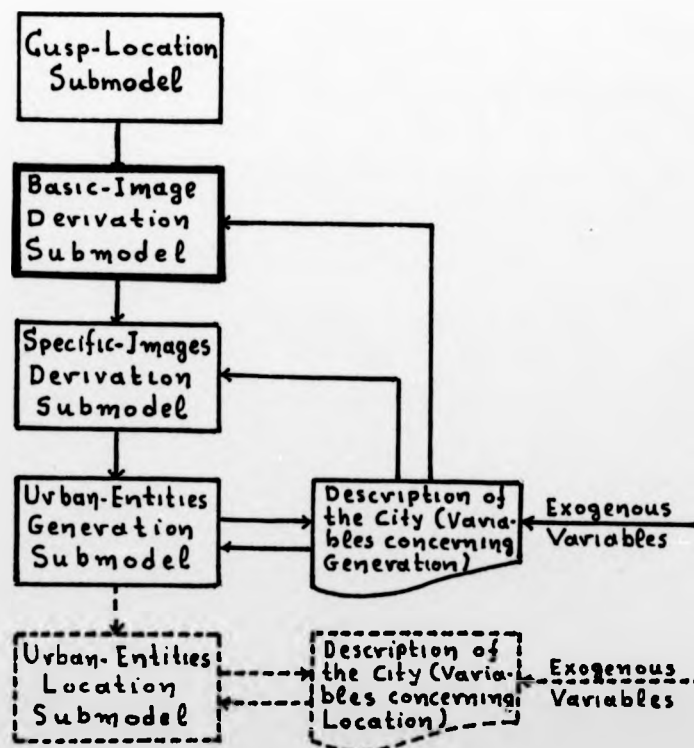 Cusp-Location
Submodel
Basic-Image
Derivation
Submodel
Specific-Images
Derivation
Submodel
Urban-Entities
Generation
Submodel
Description of
the City (Varia-
bles concerning
Generation)
Exogenous
Variables
Urban-Entities
Location
Submodel
Description of
the City (Varia-
bles concerning
Location)
Exogenous
Variables